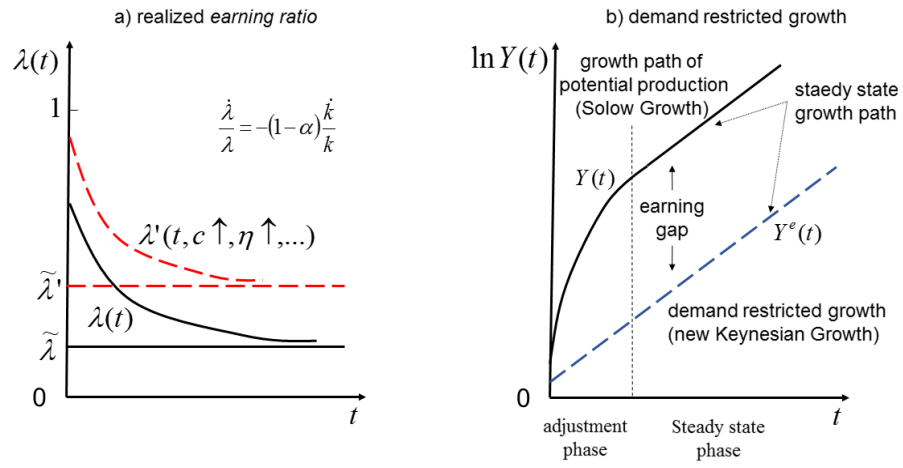 a) realized earning ratio
λ(t)
1
λ̇/λ = -(1-α) k̇/k
λ'(t, c↑, η↑,...)
λ̃'
λ(t)
λ̃
0
t
b) demand restricted growth
ln Y(t)
growth path of
potential production
(Solow Growth)
staedy state
growth path
Y(t)
earning
gap
Yᵉ(t)
demand restricted growth
(new Keynesian Growth)
0
t
adjustment
phase
Steady state
phase